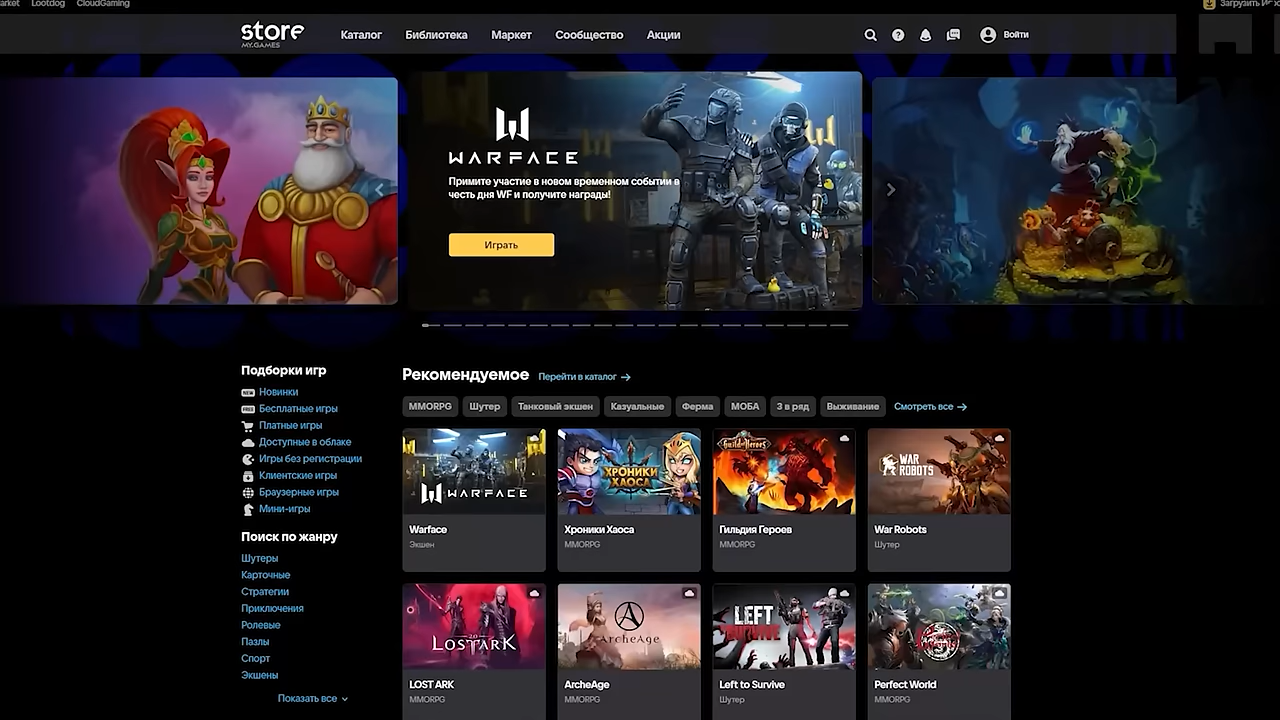 Lootdog CloudGaming
Загрузить
store
MY.GAMES
Каталог Библиотека Маркет Сообщество Акции
Войти
WARFACE
Примите участие в новом временном событии в
честь дня WF и получите награды!
Играть
Подборки игр
NEW Новинки
FREE Бесплатные игры
Платные игры
Доступные в облаке
Игры без регистрации
Клиентские игры
Браузерные игры
Мини-игры
Поиск по жанру
Шутеры
Карточные
Стратегии
Приключения
Ролевые
Пазлы
Спорт
Экшены
Показать все
Рекомендуемое Перейти в каталог →
MMORPG Шутер Танковый экшен Казуальные Ферма МОБА 3 в ряд Выживание Смотреть все →
WARFACE
ХРОНИКИ
ХАОСА
Guild of Heroes
WAR
ROBOTS
Warface Хроники Хаоса Гильдия Героев War Robots
Экшен MMORPG MMORPG Шутер
2.0
LOST ARK
ArcheAge
LEFT
SURVIVE
LOST ARK ArcheAge Left to Survive Perfect World
MMORPG MMORPG Шутер MMORPG